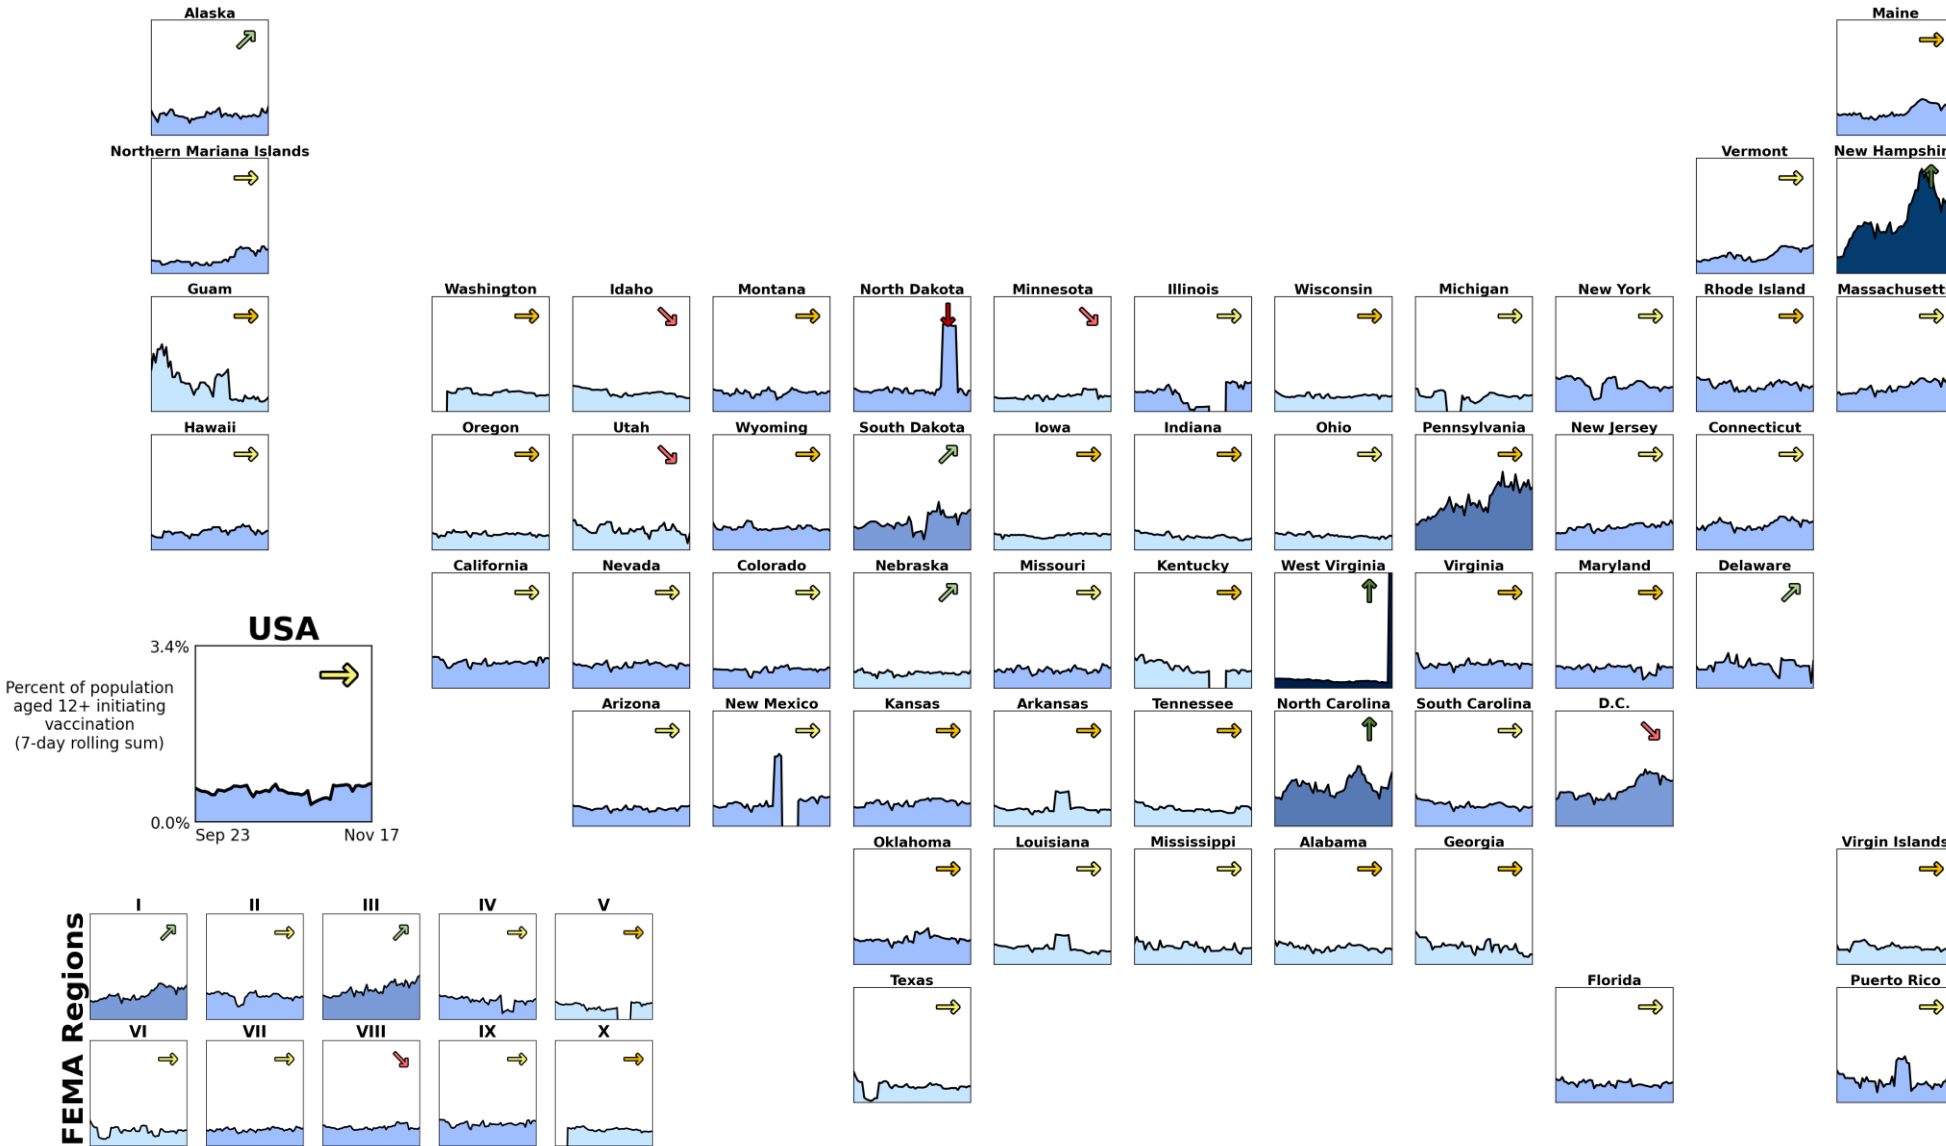 Alaska
Maine
Northern Mariana Islands
Vermont
New Hampshir
Guam
Washington
Idaho
Montana
North Dakota
Minnesota
Illinois
Wisconsin
Michigan
New York
Rhode Island
Massachusett
Hawaii
Oregon
Utah
Wyoming
South Dakota
Iowa
Indiana
Ohio
Pennsylvania
New Jersey
Connecticut
California
Nevada
Colorado
Nebraska
Missouri
Kentucky
West Virginia
Virginia
Maryland
Delaware
USA
3.4%
Percent of population
aged 12+ initiating
vaccination
(7-day rolling sum)
0.0%
Sep 23
Nov 17
Arizona
New Mexico
Kansas
Arkansas
Tennessee
North Carolina
South Carolina
D.C.
Oklahoma
Louisiana
Mississippi
Alabama
Georgia
Virgin Islands
Texas
Florida
Puerto Rico
FEMA Regions
I
II
III
IV
V
VI
VII
VIII
IX
X